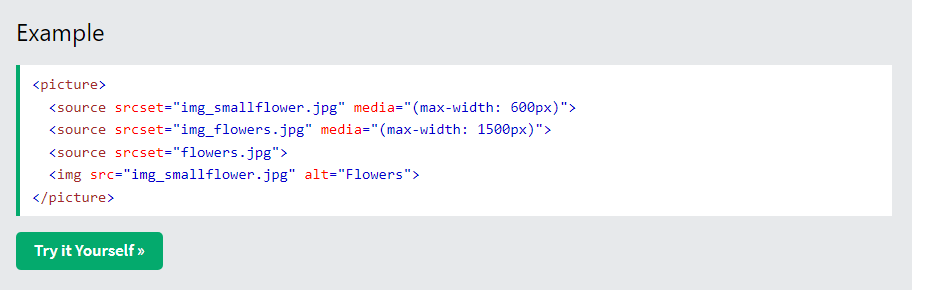 Example
<picture>
  <source srcset="img_smallflower.jpg" media="(max-width: 600px)">
  <source srcset="img_flowers.jpg" media="(max-width: 1500px)">
  <source srcset="flowers.jpg">
  <img src="img_smallflower.jpg" alt="Flowers">
</picture>
Try it Yourself »